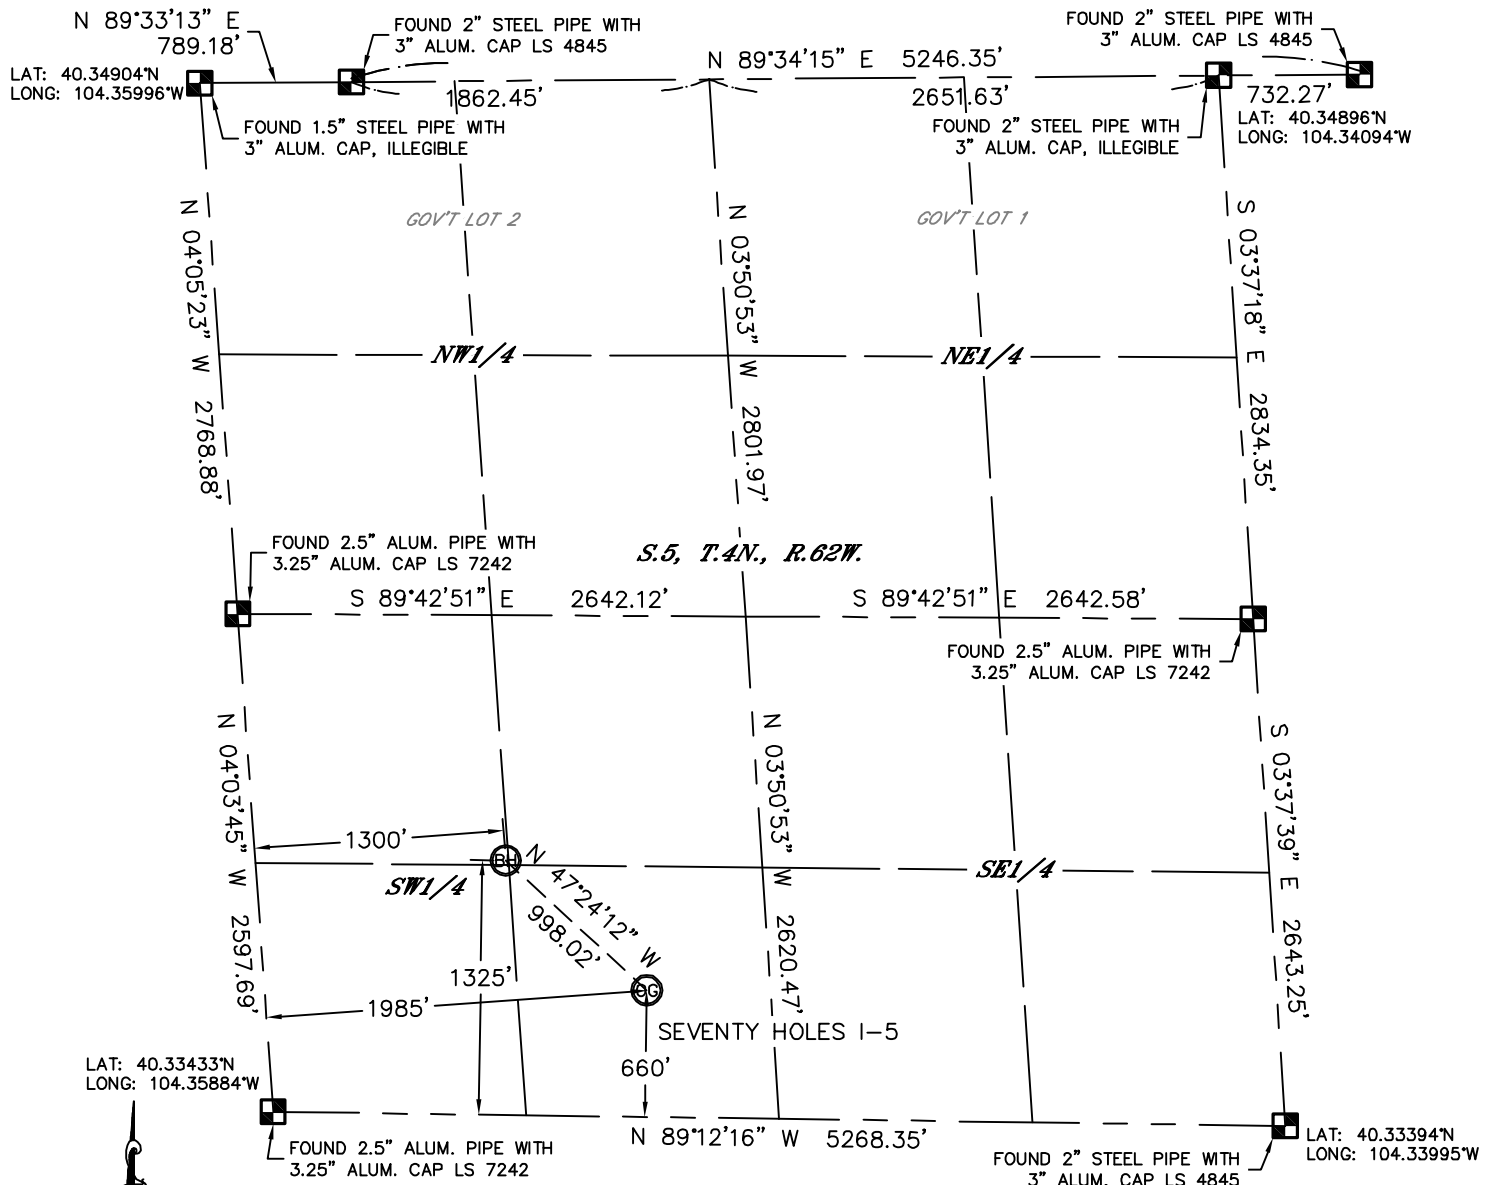 N 89°33'13" E
789.18'
FOUND 2" STEEL PIPE WITH
3" ALUM. CAP LS 4845
FOUND 2" STEEL PIPE WITH
3" ALUM. CAP LS 4845
N 89°34'15" E 5246.35'
LAT: 40.34904°N
LONG: 104.35996°W
1862.45'
2651.63'
732.27'
FOUND 1.5" STEEL PIPE WITH
3" ALUM. CAP, ILLEGIBLE
FOUND 2" STEEL PIPE WITH
3" ALUM. CAP, ILLEGIBLE
LAT: 40.34896°N
LONG: 104.34094°W
GOV'T LOT 2
GOV'T LOT 1
N 04°05'23" W 2768.88'
N 03°50'53" W 2801.97'
S 03°37'18" E 2834.35'
NW1/4
NE1/4
FOUND 2.5" ALUM. PIPE WITH
3.25" ALUM. CAP LS 7242
S.5, T.4N., R.62W.
S 89°42'51" E 2642.12'
S 89°42'51" E 2642.58'
FOUND 2.5" ALUM. PIPE WITH
3.25" ALUM. CAP LS 7242
N 04°03'45" W 2597.69'
N 03°50'53" W 2620.47'
S 03°37'39" E 2643.25'
1300'
BH
SW1/4
SE1/4
N 47°24'12" W
998.02'
1325'
1985'
SEVENTY HOLES I-5
660'
LAT: 40.33433°N
LONG: 104.35884°W
N 89°12'16" W 5268.35'
FOUND 2.5" ALUM. PIPE WITH
3.25" ALUM. CAP LS 7242
FOUND 2" STEEL PIPE WITH
3" ALUM. CAP LS 4845
LAT: 40.33394°N
LONG: 104.33995°W